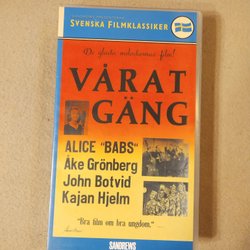 SVENSKA FILMKLASSIKER
De glada melodiernas film!
VÅRAT
GÄNG
ALICE "BABS"
Åke Grönberg
John Botvid
Kajan Hjelm
"Bra film om bra ungdom.."
SANDREWS